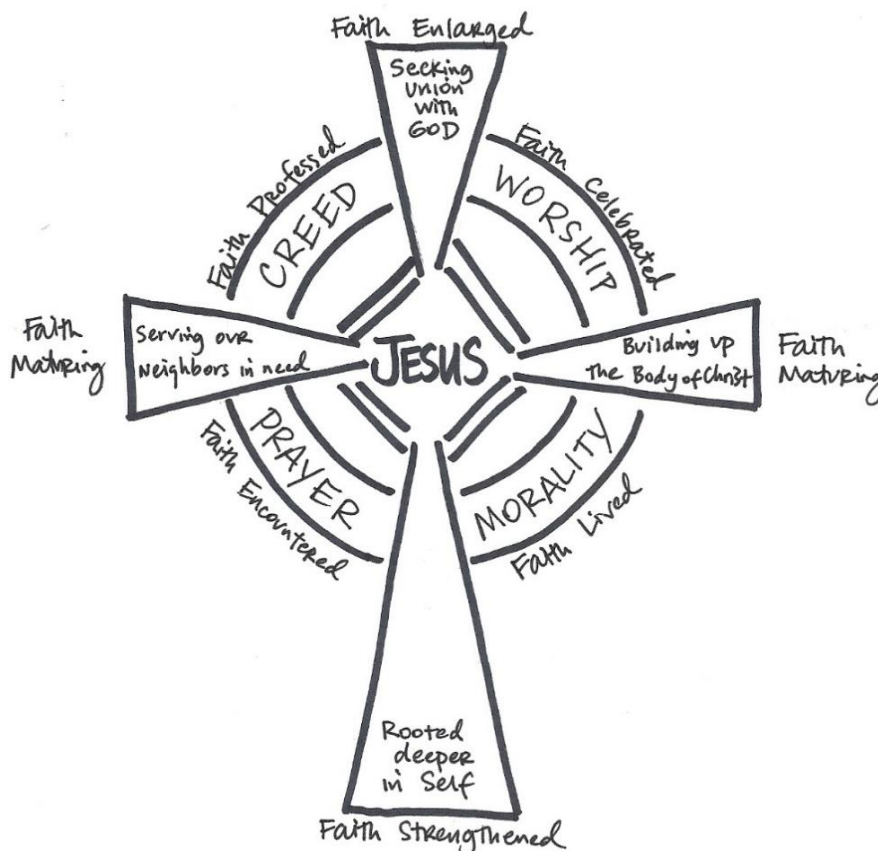 Faith Enlarged
Seeking
Union
with
GOD
Faith Professed
CREED
Faith Celebrated
WORSHIP
Faith
Maturing
Serving our
Neighbors in need
JESUS
Building up
The Body of Christ
Faith
Maturing
PRAYER
Faith Encountered
MORALITY
Faith Lived
Rooted
deeper
in Self
Faith Strengthened